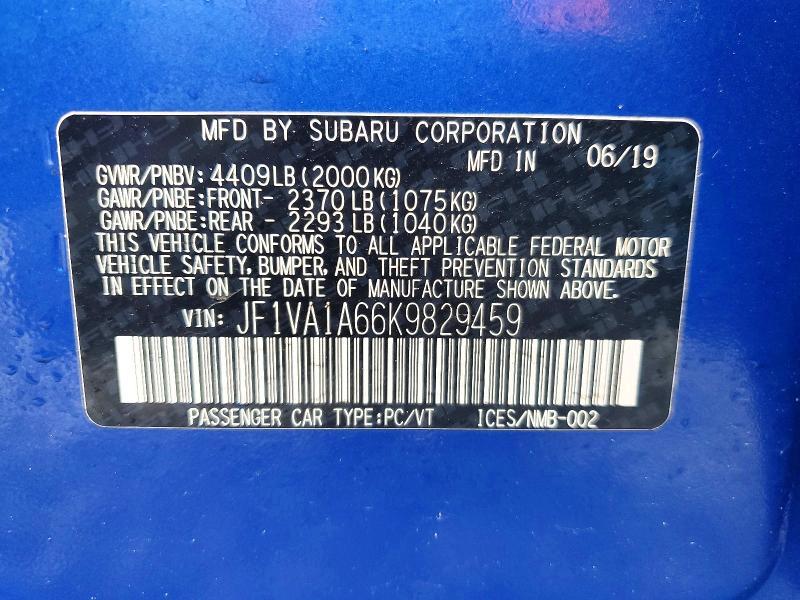 MFD BY SUBARU CORPORATION
MFD IN 06/19
GVWR/PNBV: 4409LB(2000KG)
GAWR/PNBE:FRONT- 2370LB(1075KG)
GAWR/PNBE:REAR - 2293LB(1040KG)
THIS VEHICLE CONFORMS TO ALL APPLICABLE FEDERAL MOTOR
VEHICLE SAFETY, BUMPER, AND THEFT PREVENTION STANDARDS
IN EFFECT ON THE DATE OF MANUFACTURE SHOWN ABOVE.
VIN: JF1VA1A66K9829459
PASSENGER CAR TYPE:PC/VT ICES/NMB-002